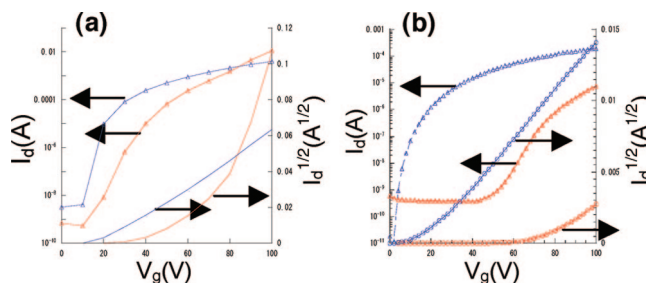 (a)
0.01
0.0001
10⁻⁶
10⁻⁸
10⁻¹⁰
I_d(A)
0.12
0.1
0.08
0.06
0.04
0.02
0
I_d^1/2(A^1/2)
0 20 40 60 80 100
V_g(V)
(b)
0.001
0.0001
10⁻⁵
10⁻⁶
10⁻⁷
10⁻⁸
10⁻⁹
10⁻¹⁰
10⁻¹¹
I_d(A)
0.015
0.01
0.005
0
I_d^1/2(A^1/2)
0 20 40 60 80 100
V_g(V)